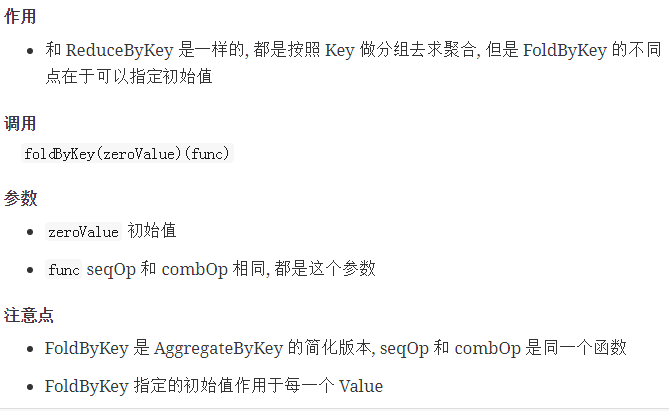 作用
和 ReduceByKey 是一样的, 都是按照 Key 做分组去求聚合, 但是 FoldByKey 的不同
点在于可以指定初始值
调用
foldByKey(zeroValue)(func)
参数
zeroValue 初始值
func seqOp 和 combOp 相同, 都是这个参数
注意点
FoldByKey 是 AggregateByKey 的简化版本, seqOp 和 combOp 是同一个函数
FoldByKey 指定的初始值作用于每一个 Value